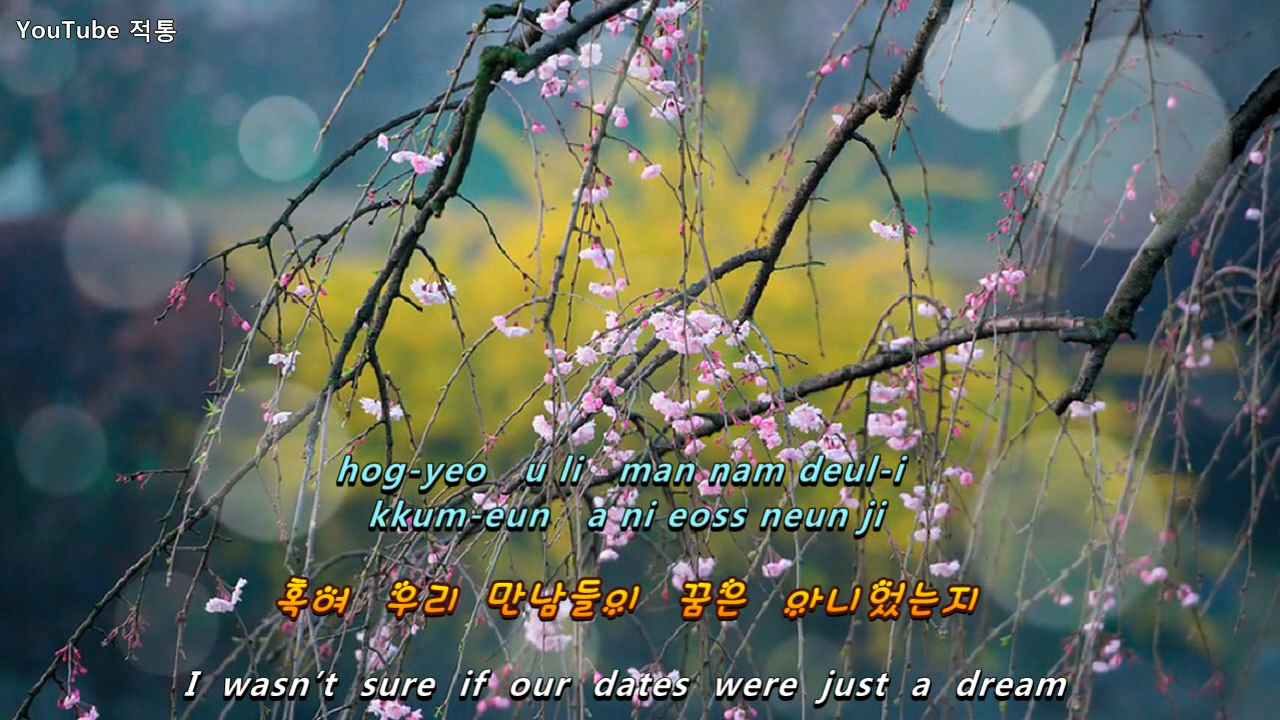 YouTube 적통
hog-yeo u li man nam deul-i
kkum-eun a ni eoss neun ji
혹여 우리 만남들이 꿈은 아니었는지
I wasn't sure if our dates were just a dream